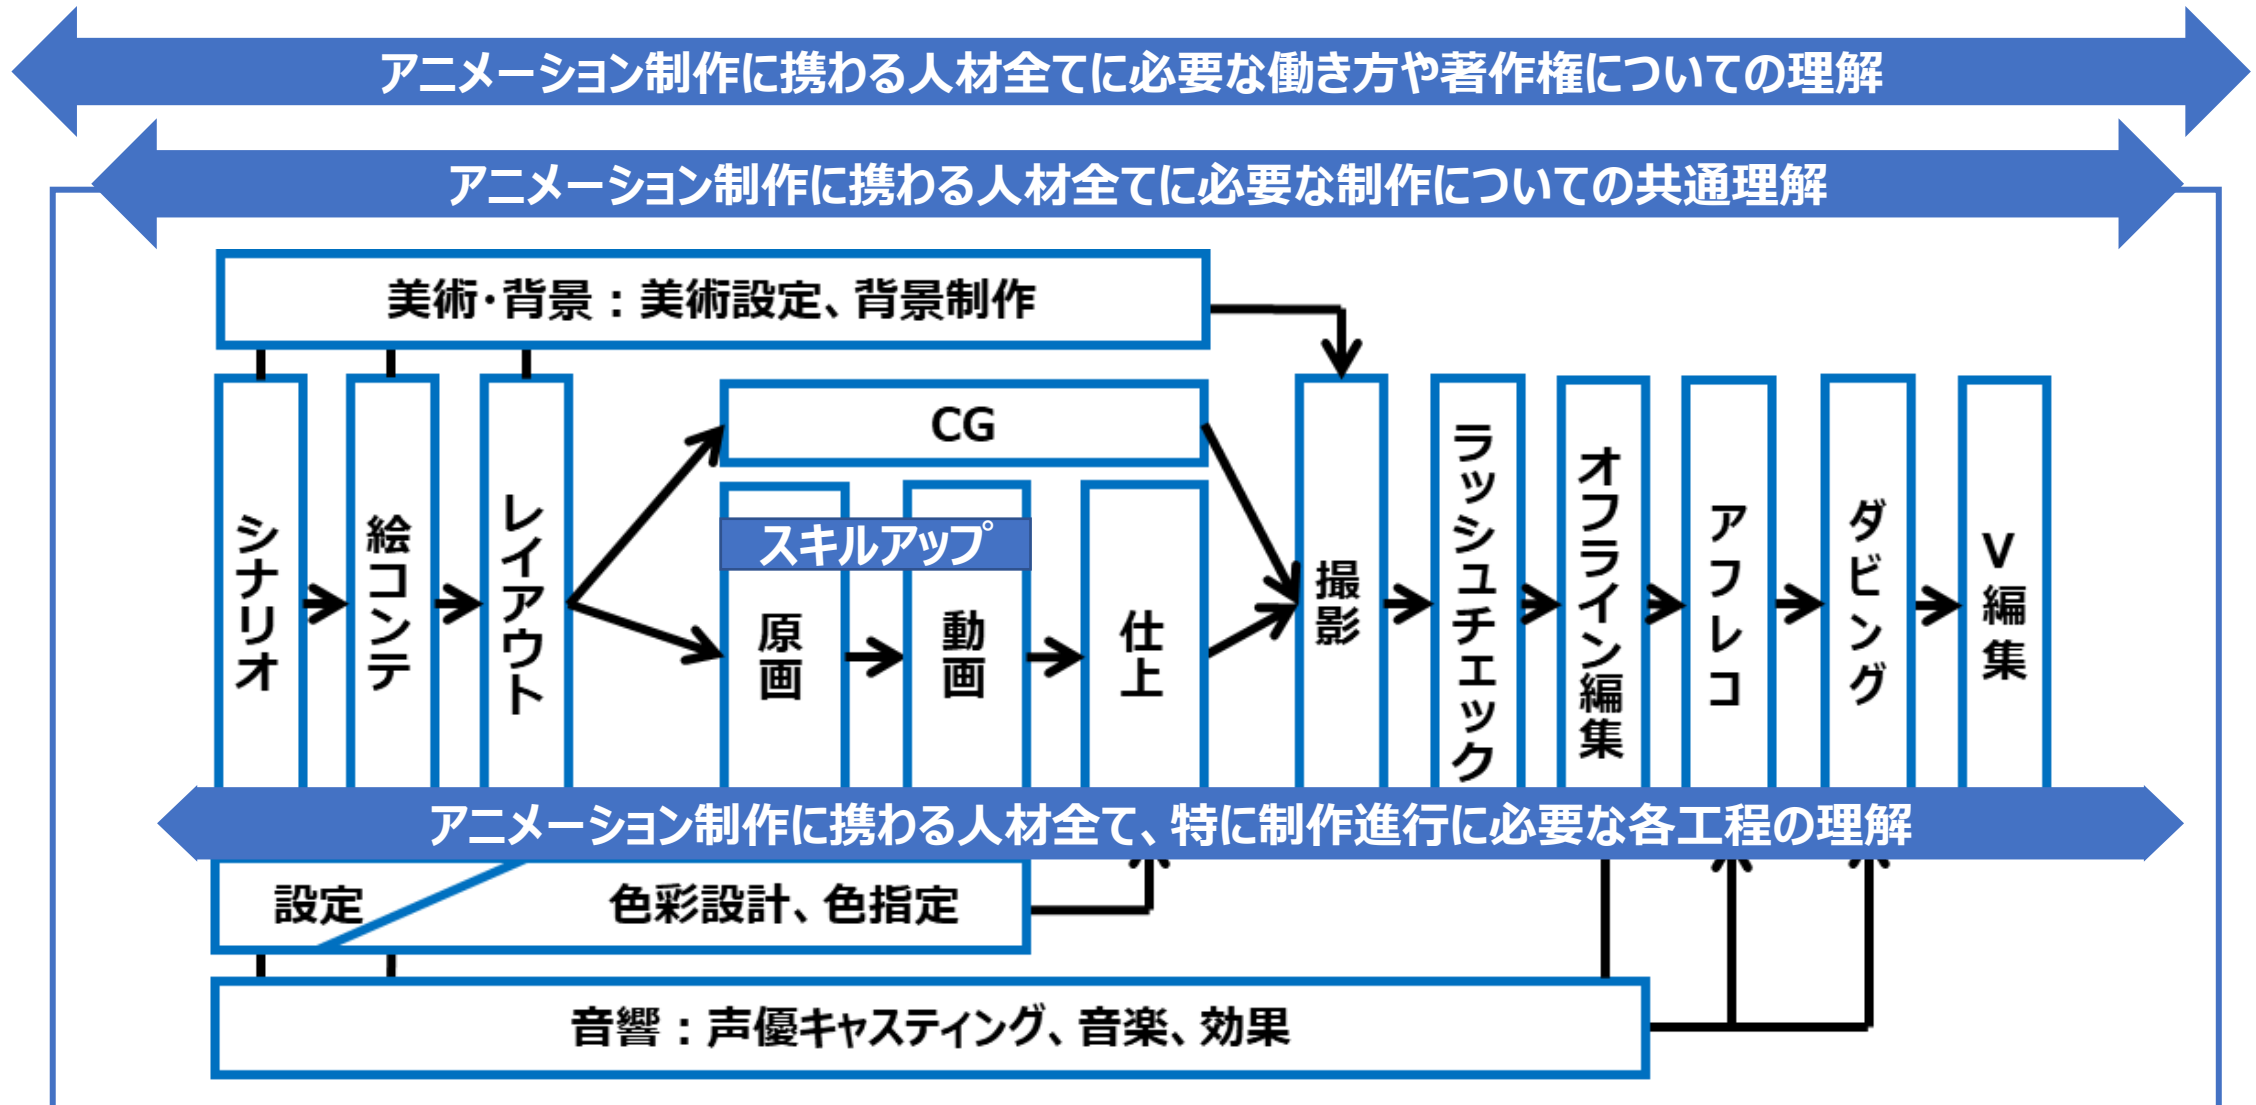 アニメーション制作に携わる人材全てに必要な働き方や著作権についての理解
アニメーション制作に携わる人材全てに必要な制作についての共通理解
美術・背景：美術設定、背景制作
シナリオ
絵コンテ
レイアウト
CG
スキルアップ
原画
動画
仕上
撮影
ラッシュチェック
オフライン編集
アフレコ
ダビング
V編集
アニメーション制作に携わる人材全て、特に制作進行に必要な各工程の理解
設定
色彩設計、色指定
音響：声優キャスティング、音楽、効果